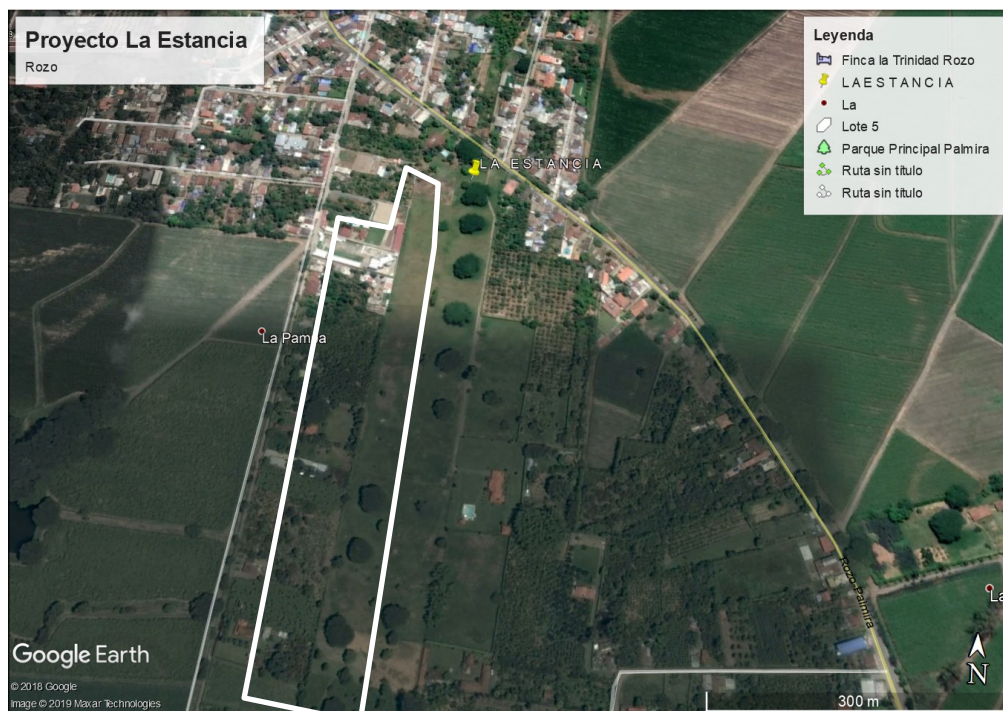 Proyecto La Estancia
Rozo
Leyenda
Finca la Trinidad Rozo
L A E S T A N C I A
La
Lote 5
Parque Principal Palmira
Ruta sin título
Ruta sin título
LA ESTANCIA
La Pampa
Rozo-Palmira
La
Google Earth
© 2018 Google
Image © 2019 Maxar Technologies
N
300 m